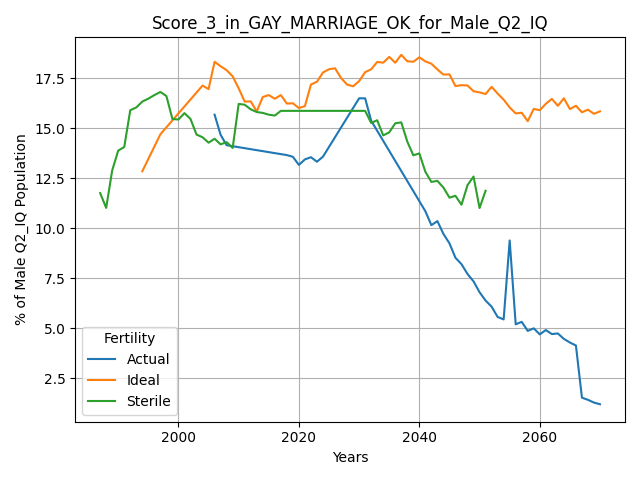 Score_3_in_GAY_MARRIAGE_OK_for_Male_Q2_IQ
% of Male Q2_IQ Population
17.5
15.0
12.5
10.0
7.5
5.0
2.5
Fertility
Actual
Ideal
Sterile
2000
2020
2040
2060
Years